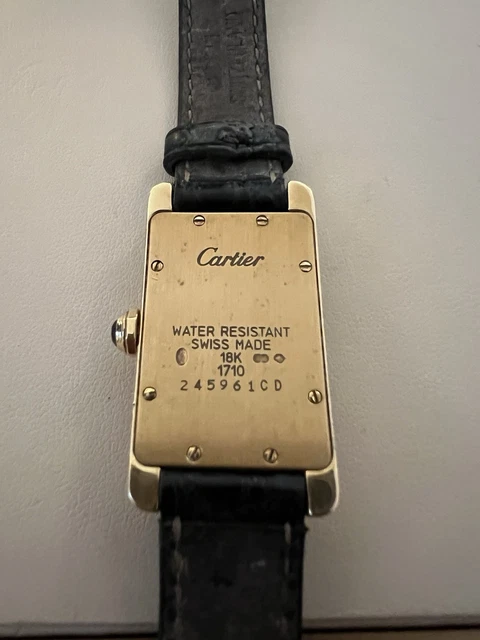 Cartier
WATER RESISTANT
SWISS MADE
18K
1710
245961CD